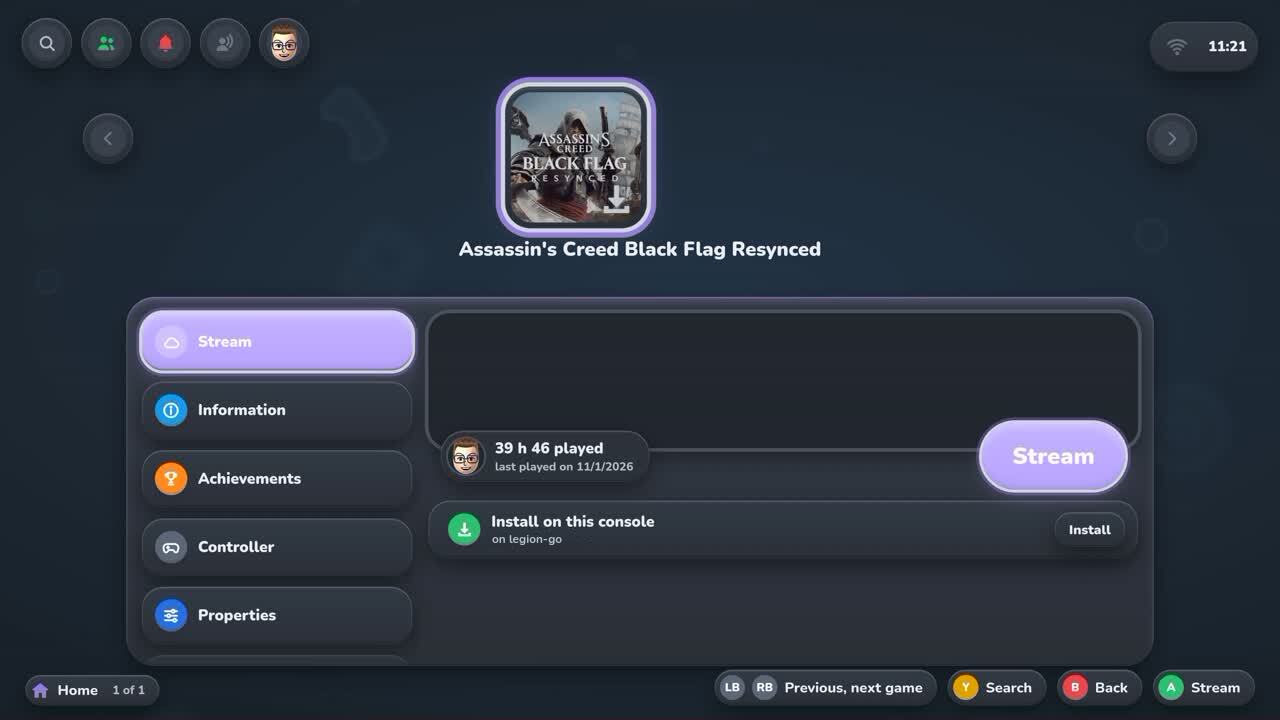 11:21
ASSASSIN'S
CREED
BLACK FLAG
RESYNCED
Assassin's Creed Black Flag Resynced
Stream
Information
Achievements
Controller
Properties
39 h 46 played
last played on 11/1/2026
Stream
Install on this console
on legion-go
Install
Home 1 of 1
LB RB Previous, next game
Y Search
B Back
A Stream